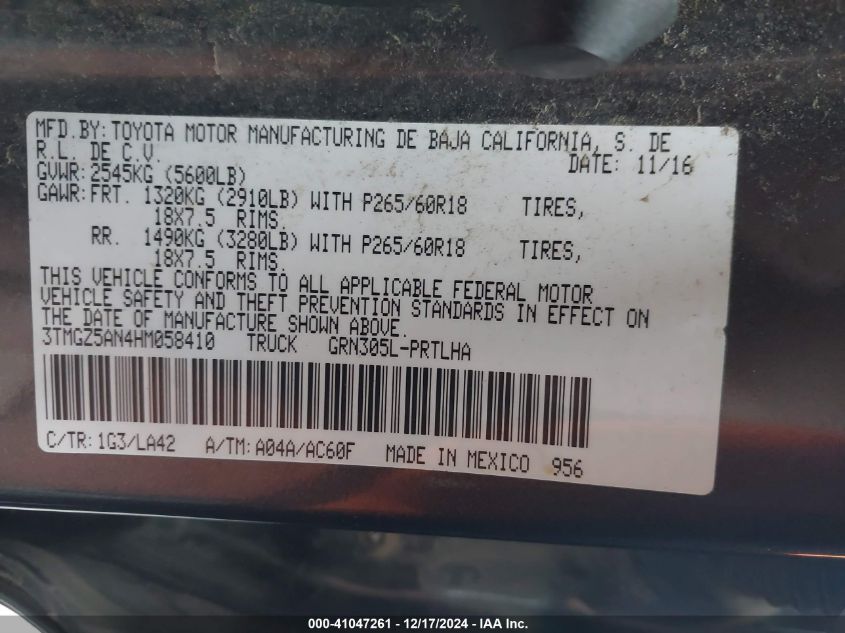 MFD.BY: TOYOTA MOTOR MANUFACTURING DE BAJA CALIFORNIA, S. DE
R.L. DE C.V. DATE: 11/16
GVWR: 2545KG (5600LB)
GAWR: FRT. 1320KG (2910LB) WITH P265/60R18 TIRES,
18X7.5 RIMS,
RR. 1490KG (3280LB) WITH P265/60R18 TIRES,
18X7.5 RIMS.
THIS VEHICLE CONFORMS TO ALL APPLICABLE FEDERAL MOTOR
VEHICLE SAFETY AND THEFT PREVENTION STANDARDS IN EFFECT ON
THE DATE OF MANUFACTURE SHOWN ABOVE.
3TMGZ5AN4HM058410 TRUCK GRN305L-PRTLHA
C/TR: 1G3/LA42 A/TM: A04A/AC60F MADE IN MEXICO 956
000-41047261 - 12/17/2024 - IAA Inc.